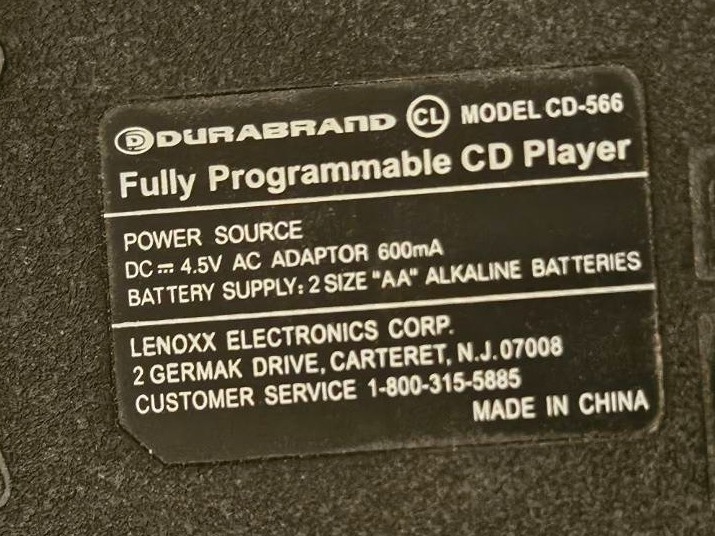 DURABRAND CL MODEL CD-566
Fully Programmable CD Player
POWER SOURCE
DC ⎓ 4.5V AC ADAPTOR 600mA
BATTERY SUPPLY: 2 SIZE "AA" ALKALINE BATTERIES
LENOXX ELECTRONICS CORP.
2 GERMAK DRIVE, CARTERET, N.J. 07008
CUSTOMER SERVICE 1-800-315-5885
MADE IN CHINA